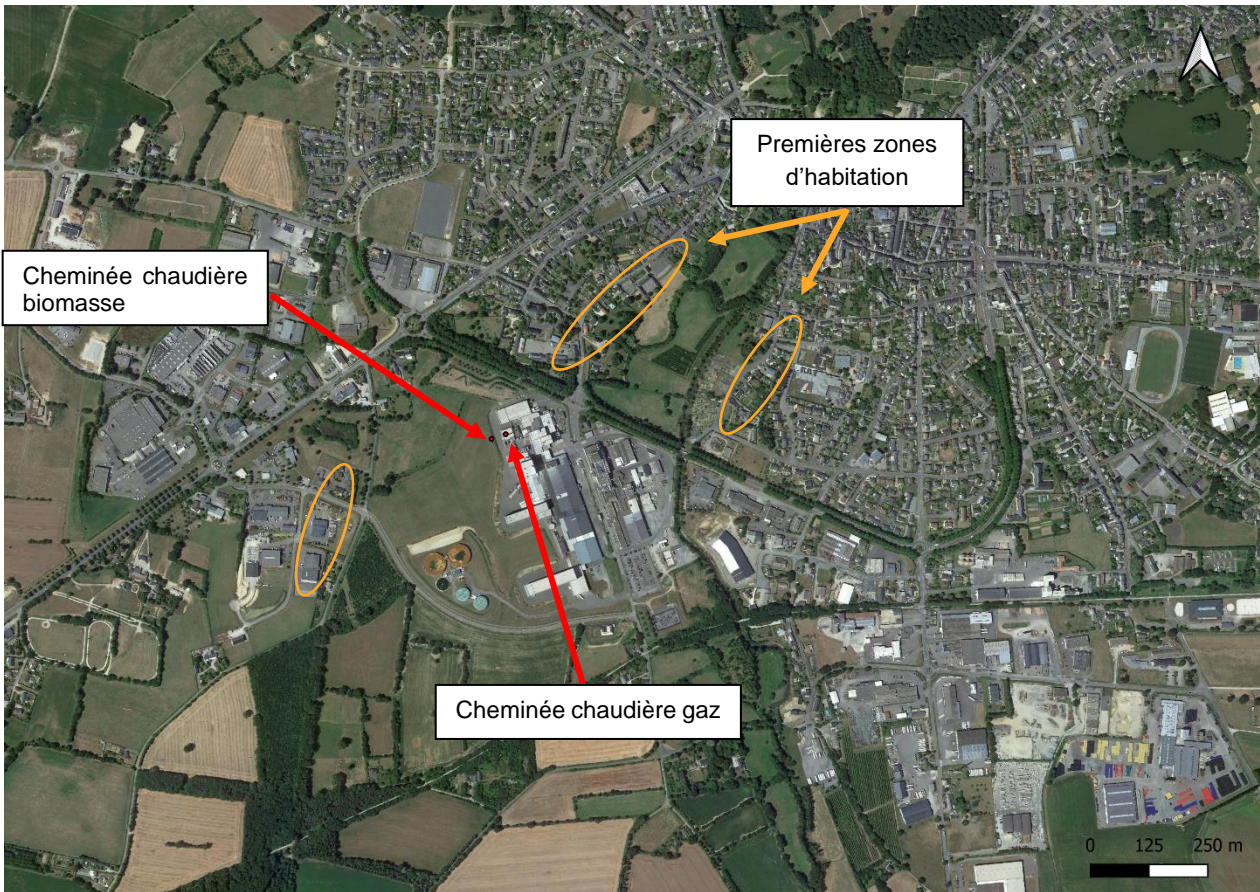 Premières zones
d'habitation
Cheminée chaudière
biomasse
Cheminée chaudière gaz
0 125 250 m